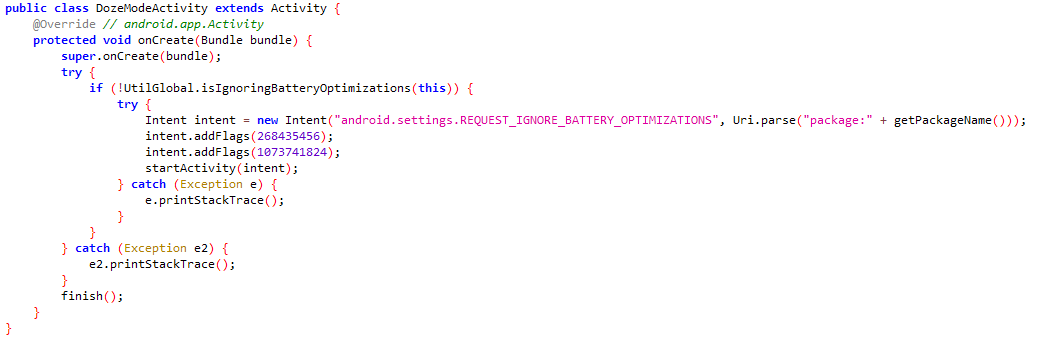 public class DozeModeActivity extends Activity {
    @Override // android.app.Activity
    protected void onCreate(Bundle bundle) {
        super.onCreate(bundle);
        try {
            if (!UtilGlobal.isIgnoringBatteryOptimizations(this)) {
                try {
                    Intent intent = new Intent("android.settings.REQUEST_IGNORE_BATTERY_OPTIMIZATIONS", Uri.parse("package:" + getPackageName()));
                    intent.addFlags(268435456);
                    intent.addFlags(1073741824);
                    startActivity(intent);
                } catch (Exception e) {
                    e.printStackTrace();
                }
            }
        } catch (Exception e2) {
            e2.printStackTrace();
        }
        finish();
    }
}